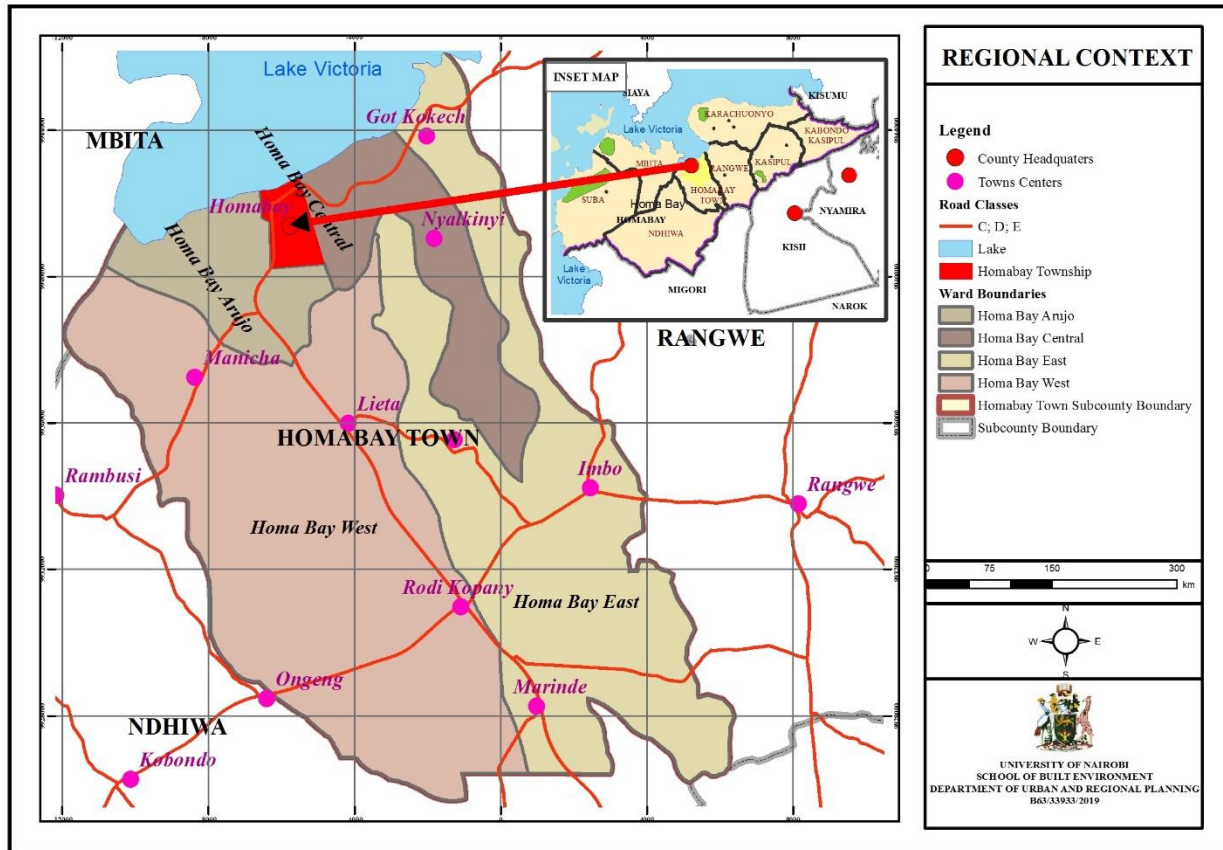 Lake Victoria
MBITA
Got Kokech
Homa Bay Central
Homabay
Nyalkinyi
Homa Bay Arujo
RANGWE
Manicha
Lieta
HOMABAY TOWN
Imbo
Rambusi
Rangwe
Homa Bay West
Rodi Kopany
Homa Bay East
Ongeng
Marinde
NDHIWA
Kobondo
INSET MAP
SIAYA
KISUMU
KARACHUONYO
Lake Victoria
KABONDO
KASIPUL
MBITA
RANGWE
KASIPUL
SUBA
HOMABAY
TOWN
Homa Bay
HOMABAY
NDHIWA
NYAMIRA
KISII
Lake
Victoria
MIGORI
NAROK
REGIONAL CONTEXT
Legend
County Headquaters
Towns Centers
Road Classes
C; D; E
Lake
Homabay Township
Ward Boundaries
Homa Bay Arujo
Homa Bay Central
Homa Bay East
Homa Bay West
Homabay Town Subcounty Boundary
Subcounty Boundary
0 75 150 300
km
N
W E
S
UNIVERSITY OF NAIROBI
SCHOOL OF BUILT ENVIRONMENT
DEPARTMENT OF URBAN AND REGIONAL PLANNING
B63/33933/2019